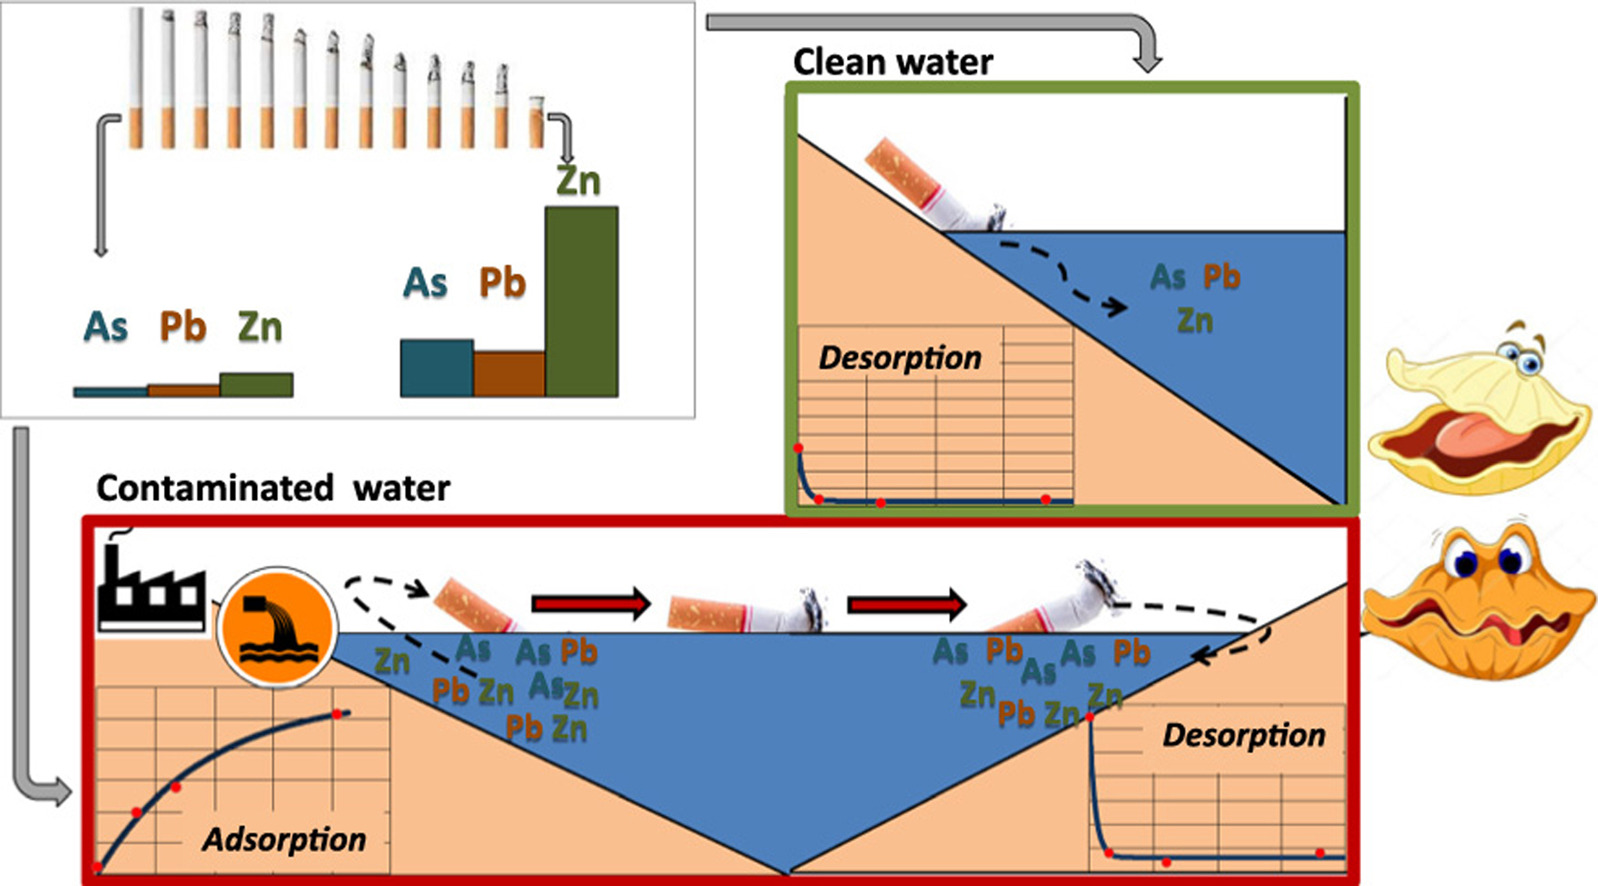 Clean water
Zn
As Pb
As Pb Zn
As Pb
Zn
Desorption
Contaminated water
Zn As As Pb
Pb Zn As Zn
Pb Zn
As Pb As Pb
As
Zn Zn
Pb Zn
Desorption
Adsorption